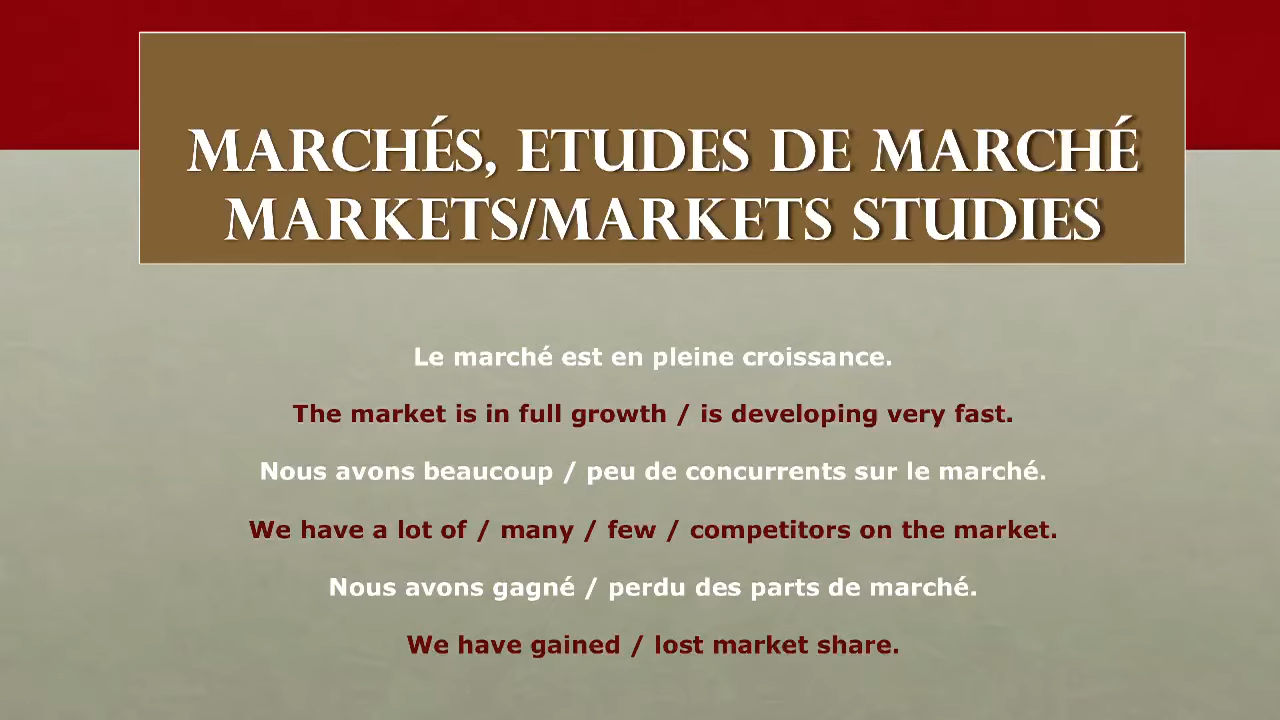 MARCHÉS, ETUDES DE MARCHÉ
MARKETS/MARKETS STUDIES
Le marché est en pleine croissance.
The market is in full growth / is developing very fast.
Nous avons beaucoup / peu de concurrents sur le marché.
We have a lot of / many / few / competitors on the market.
Nous avons gagné / perdu des parts de marché.
We have gained / lost market share.